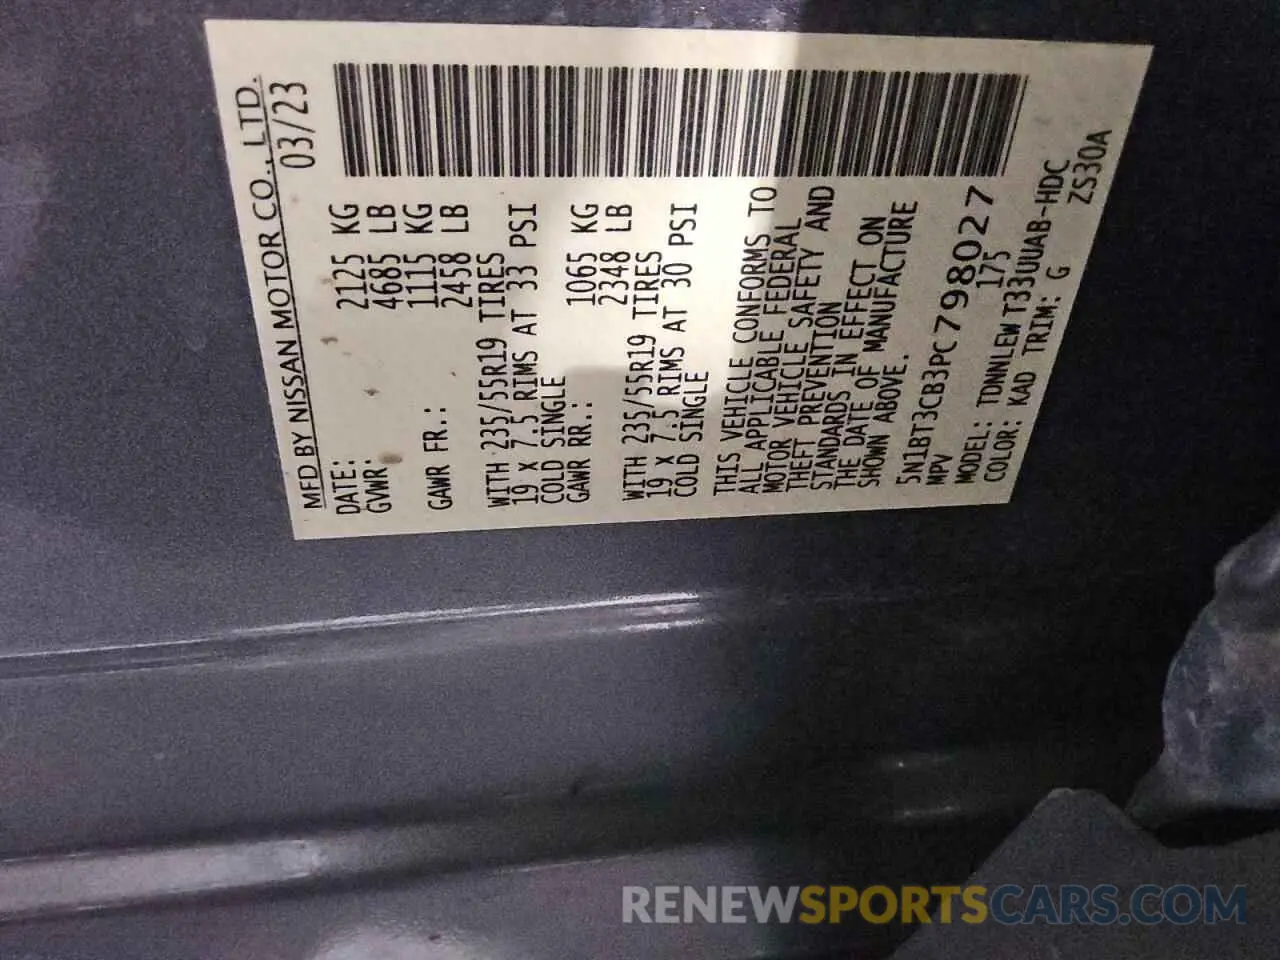 MFD BY NISSAN MOTOR CO., LTD.
DATE: 03/23
GVWR: 2125 KG
4685 LB
GAWR FR.: 1115 KG
2458 LB
WITH 235/55R19 TIRES
19 X 7.5 RIMS AT 33 PSI
COLD SINGLE
GAWR RR.: 1065 KG
2348 LB
WITH 235/55R19 TIRES
19 X 7.5 RIMS AT 30 PSI
COLD SINGLE
THIS VEHICLE CONFORMS TO
ALL APPLICABLE FEDERAL
MOTOR VEHICLE SAFETY AND
THEFT PREVENTION
STANDARDS IN EFFECT ON
THE DATE OF MANUFACTURE
SHOWN ABOVE.
5N1BT3CB3PC798027
MPV 175
MODEL: TDNNLEWT33UUAB-HDC
COLOR: KAD TRIM: G ZS30A
RENEWSPORTSCARS.COM